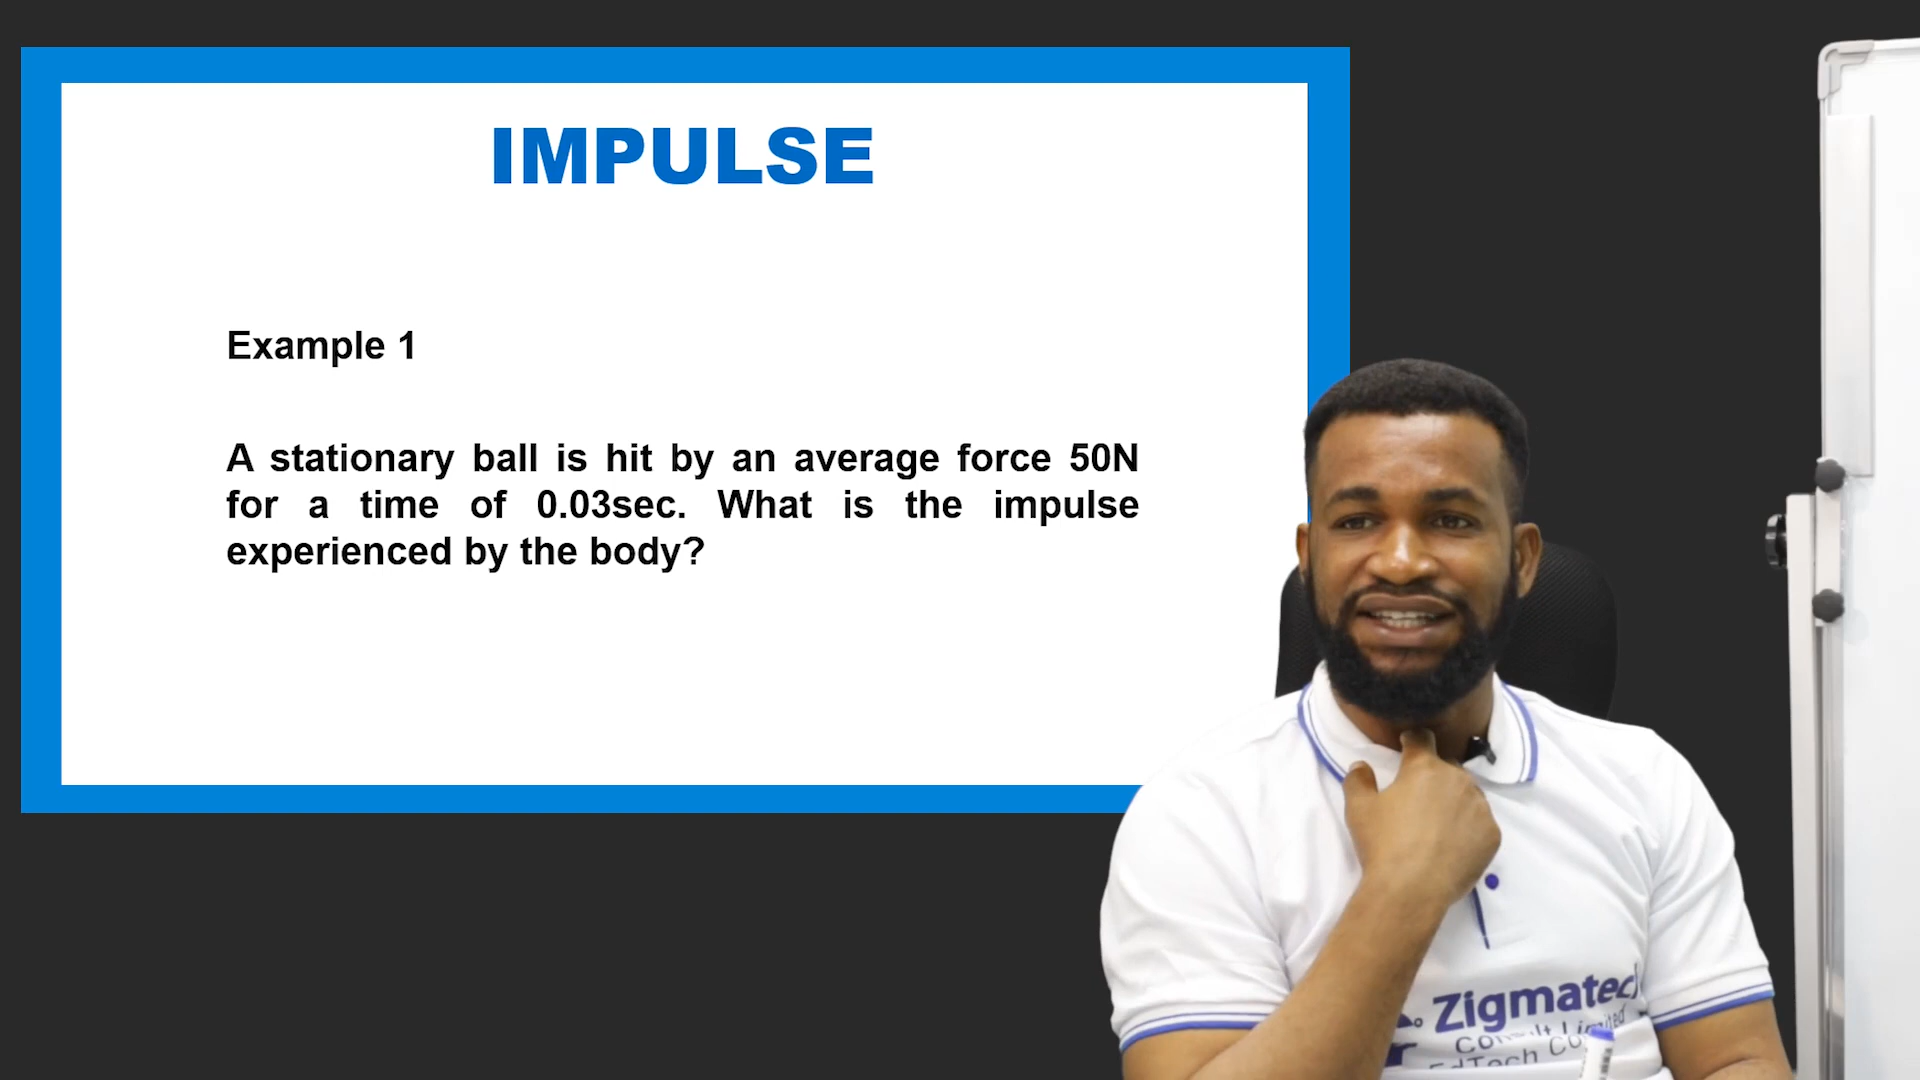 IMPULSE
Example 1
A stationary ball is hit by an average force 50N
for a time of 0.03sec. What is the impulse
experienced by the body?
Zigmatec